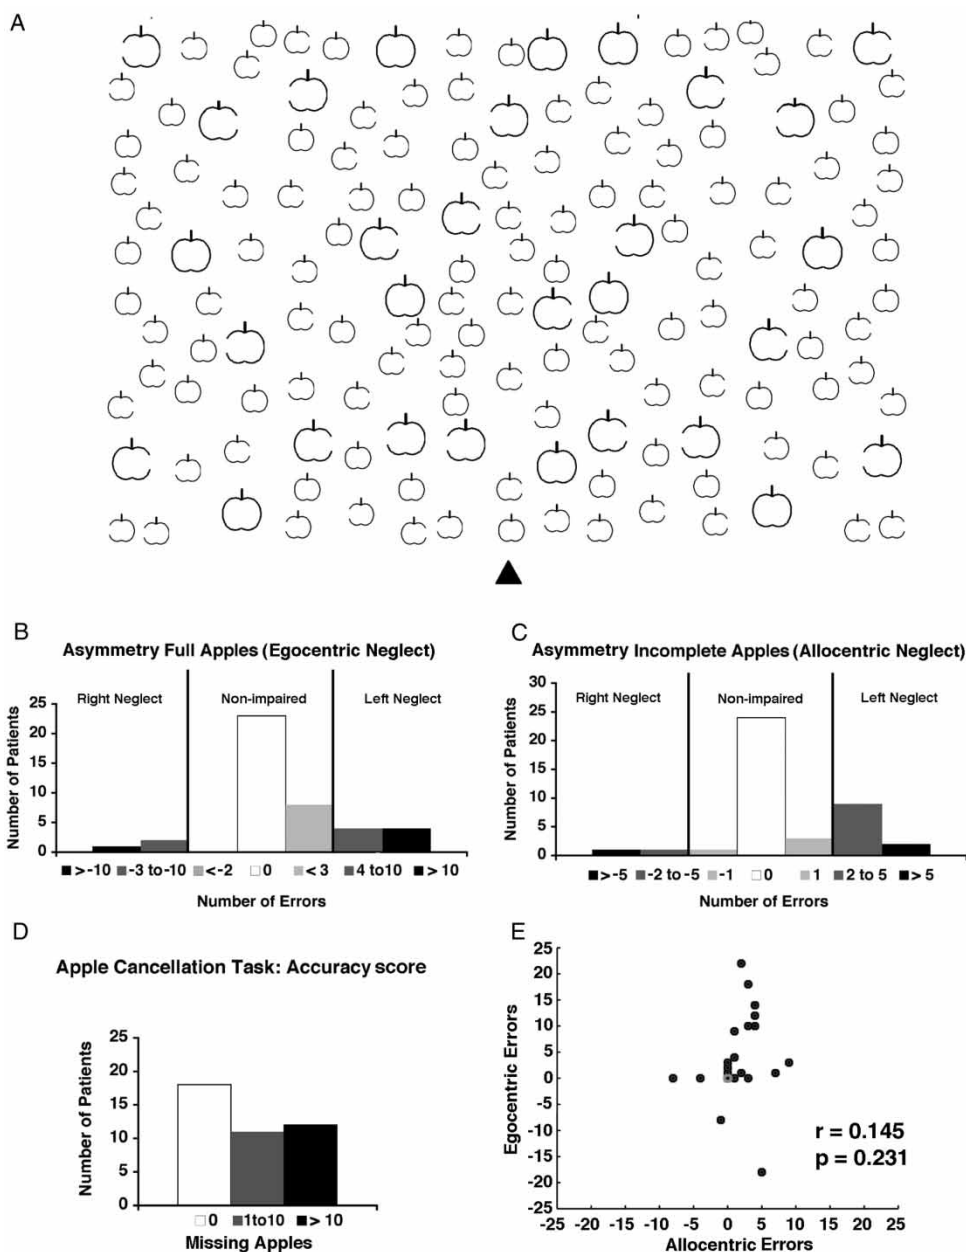 A
B
Asymmetry Full Apples (Egocentric Neglect)
Right Neglect
Non-impaired
Left Neglect
Number of Patients
25
20
15
10
5
0
>-10 -3 to -10 <-2 0 <3 4 to10 > 10
Number of Errors
C
Asymmetry Incomplete Apples (Allocentric Neglect)
Right Neglect
Non-impaired
Left Neglect
Number of Patients
30
25
20
15
10
5
0
>-5 -2 to -5 -1 0 1 2 to 5 > 5
Number of Errors
D
Apple Cancellation Task: Accuracy score
Number of Patients
25
20
15
10
5
0
0 1to10 > 10
Missing Apples
E
Egocentric Errors
25
20
15
10
5
0
-5
-10
-15
-20
-25
r = 0.145
p = 0.231
-25 -20 -15 -10 -5 0 5 10 15 20 25
Allocentric Errors